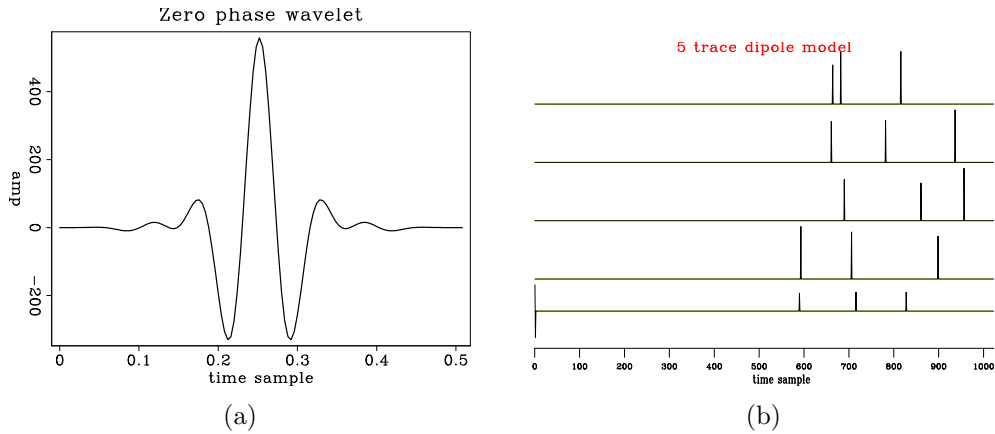 Zero phase wavelet
amp
400
200
0
-200
0 0.1 0.2 0.3 0.4 0.5
time sample
(a)
5 trace dipole model
0 100 200 300 400 500 600 700 800 900 1000
time sample
(b)